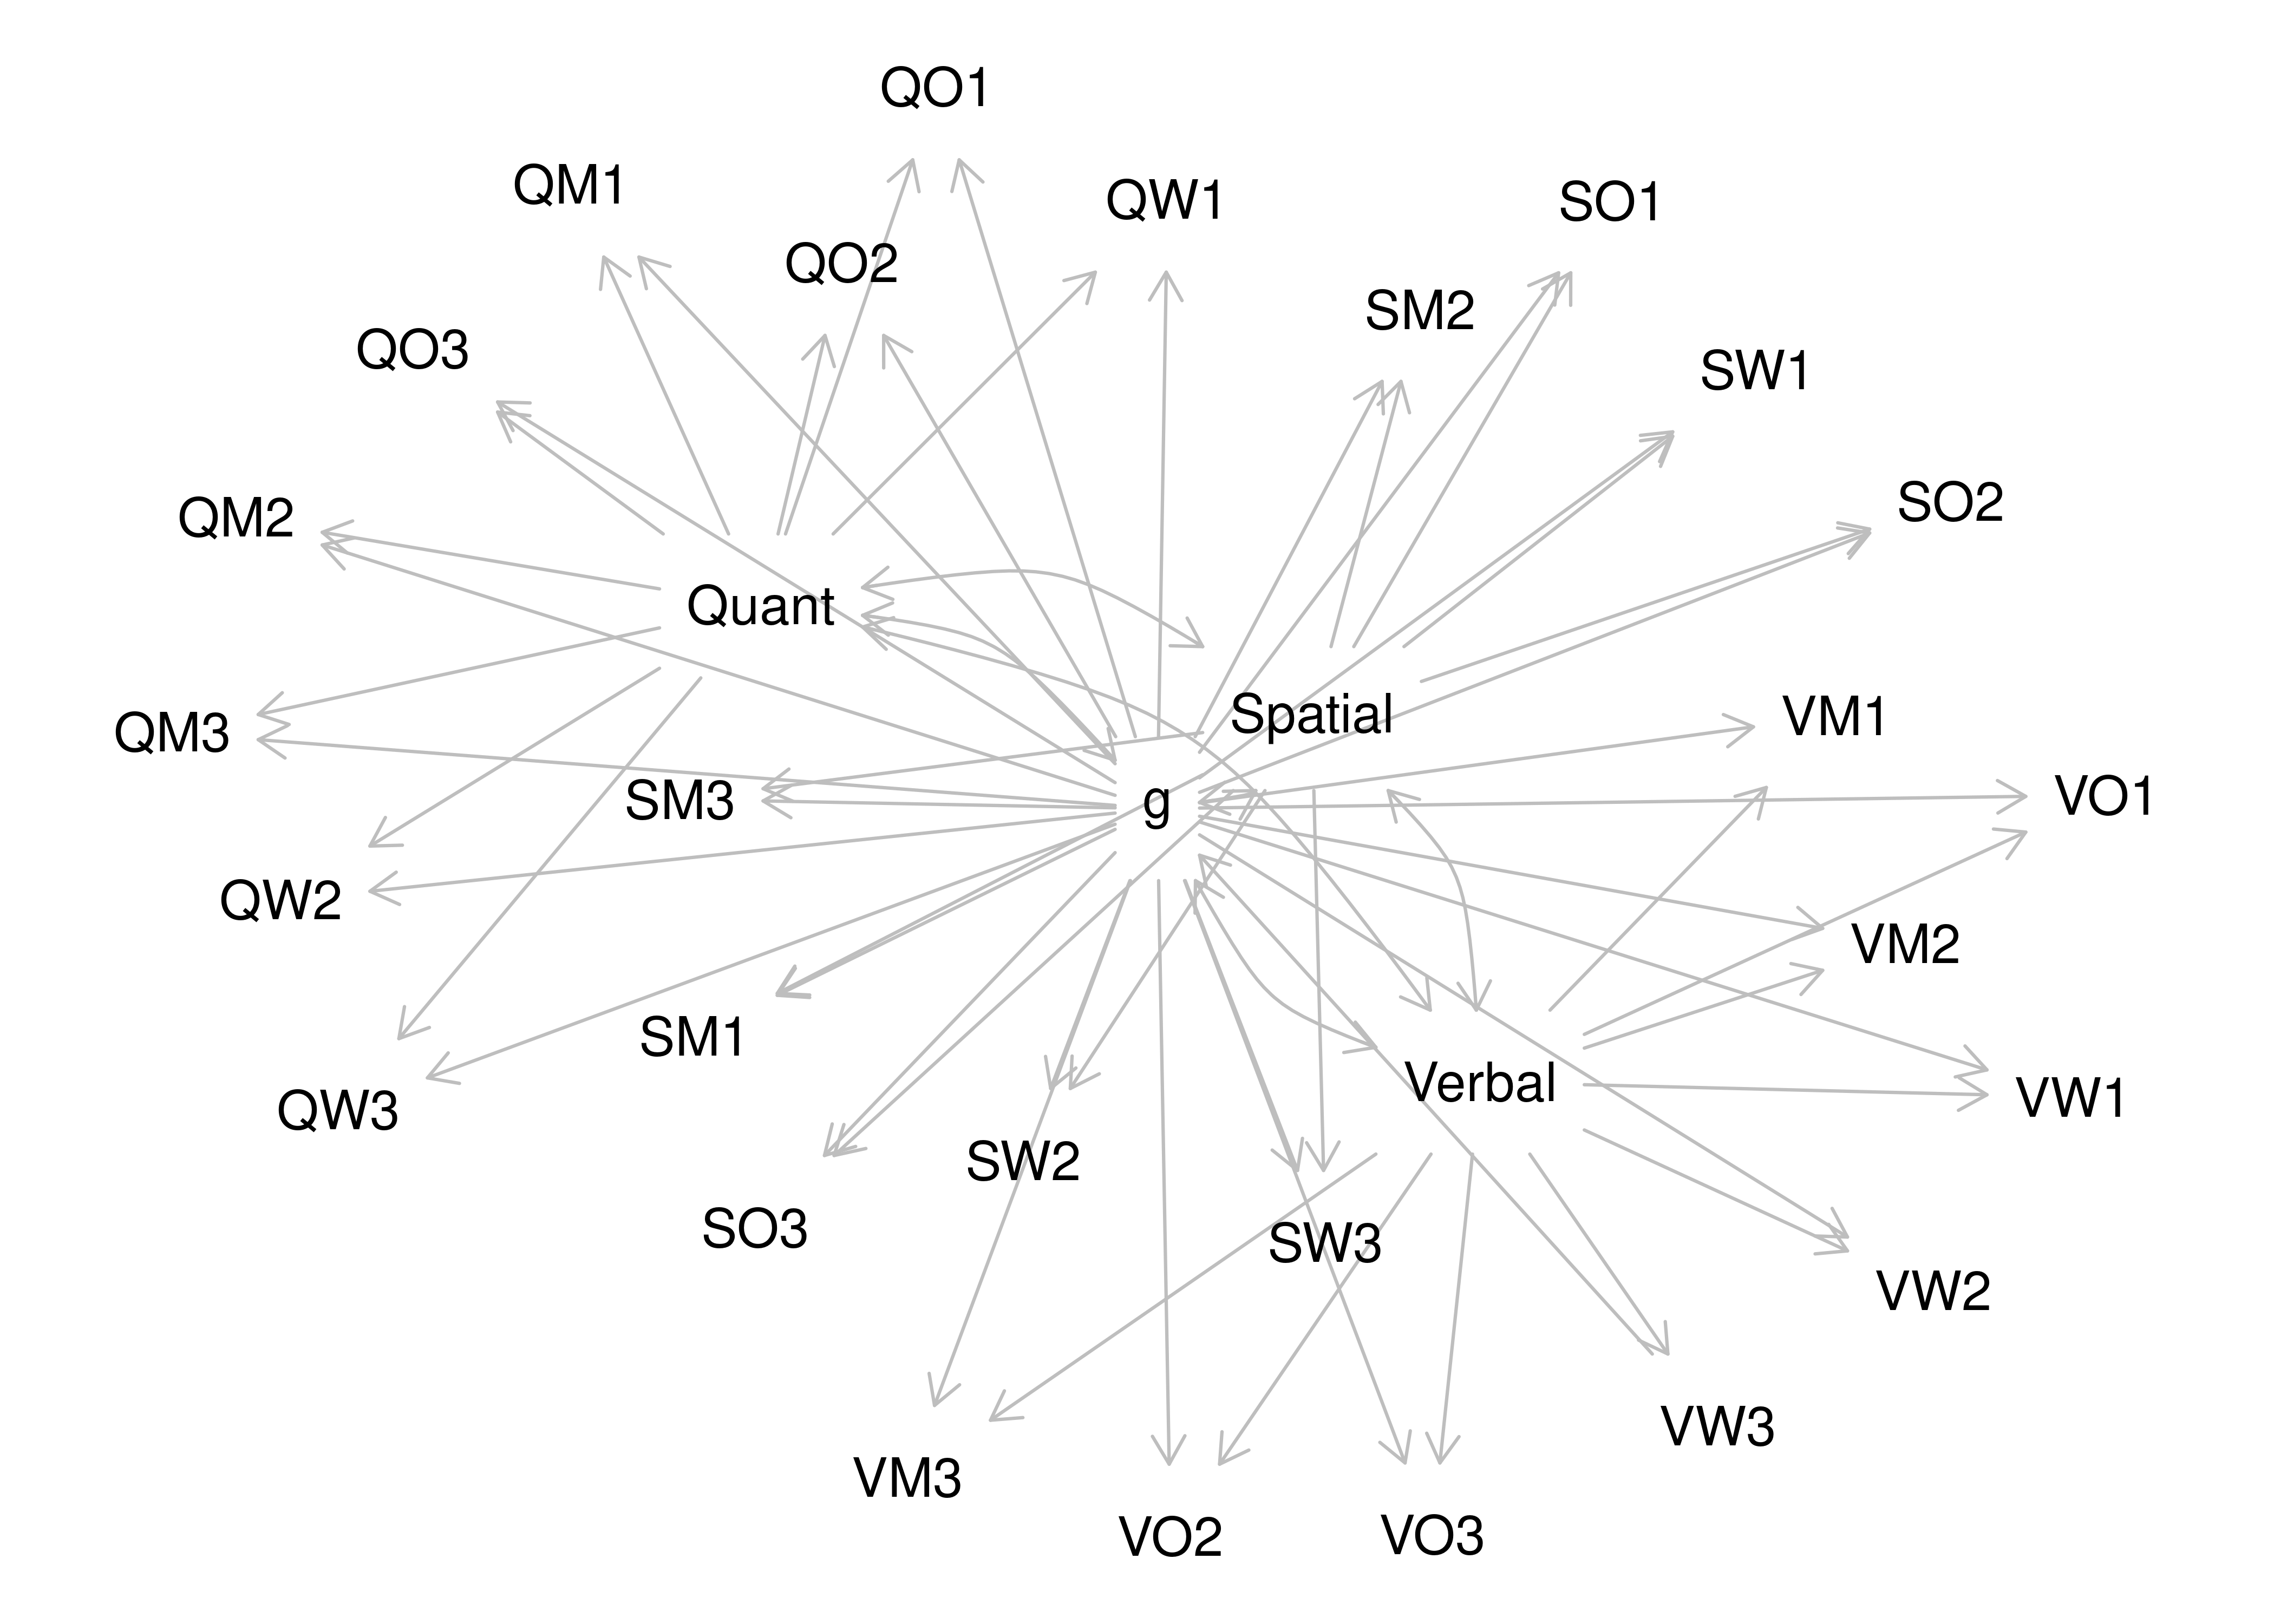 QO1
QM1
QW1
SO1
QO2
SM2
QO3
SW1
QM2
SO2
Quant
Spatial
VM1
QM3
SM3
g
VO1
QW2
VM2
SM1
Verbal
VW1
QW3
SW2
SO3
SW3
VW2
VW3
VM3
VO2
VO3